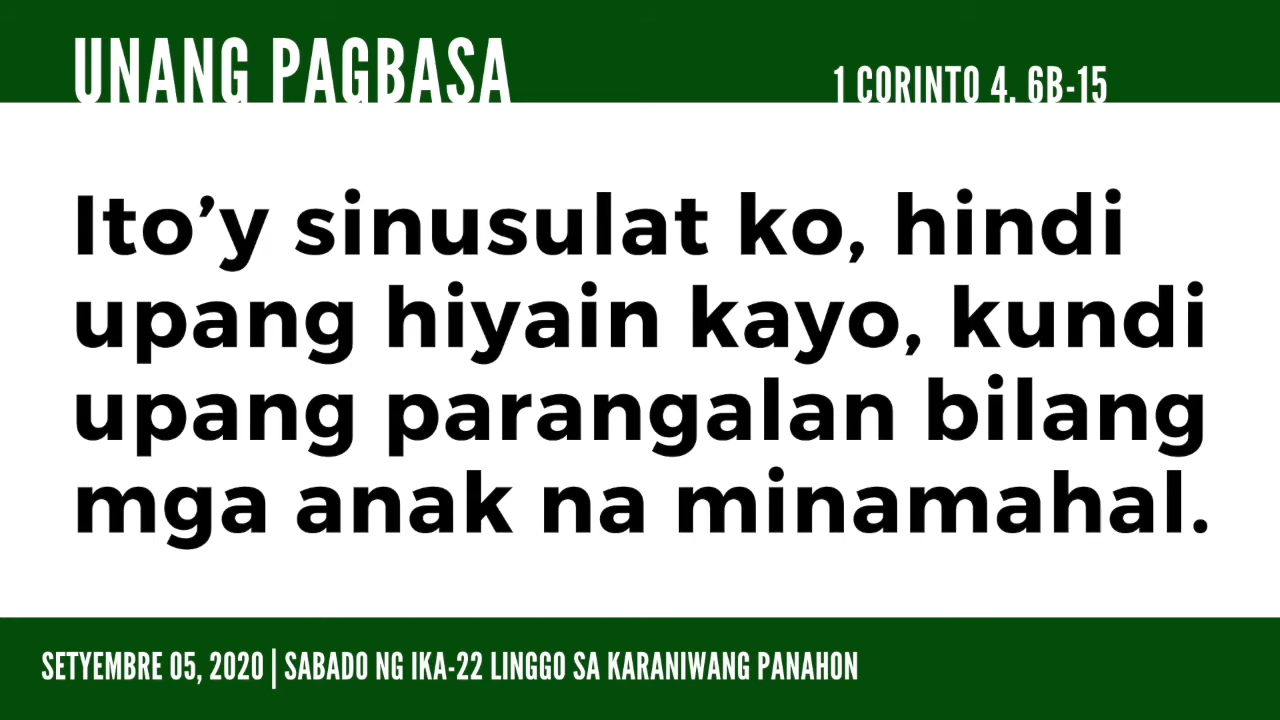 UNANG PAGBASA
1 CORINTO 4, 6B-15
Ito’y sinusulat ko, hindi
upang hiyain kayo, kundi
upang parangalan bilang
mga anak na minamahal.
SETYEMBRE 05, 2020 | SABADO NG IKA-22 LINGGO SA KARANIWANG PANAHON